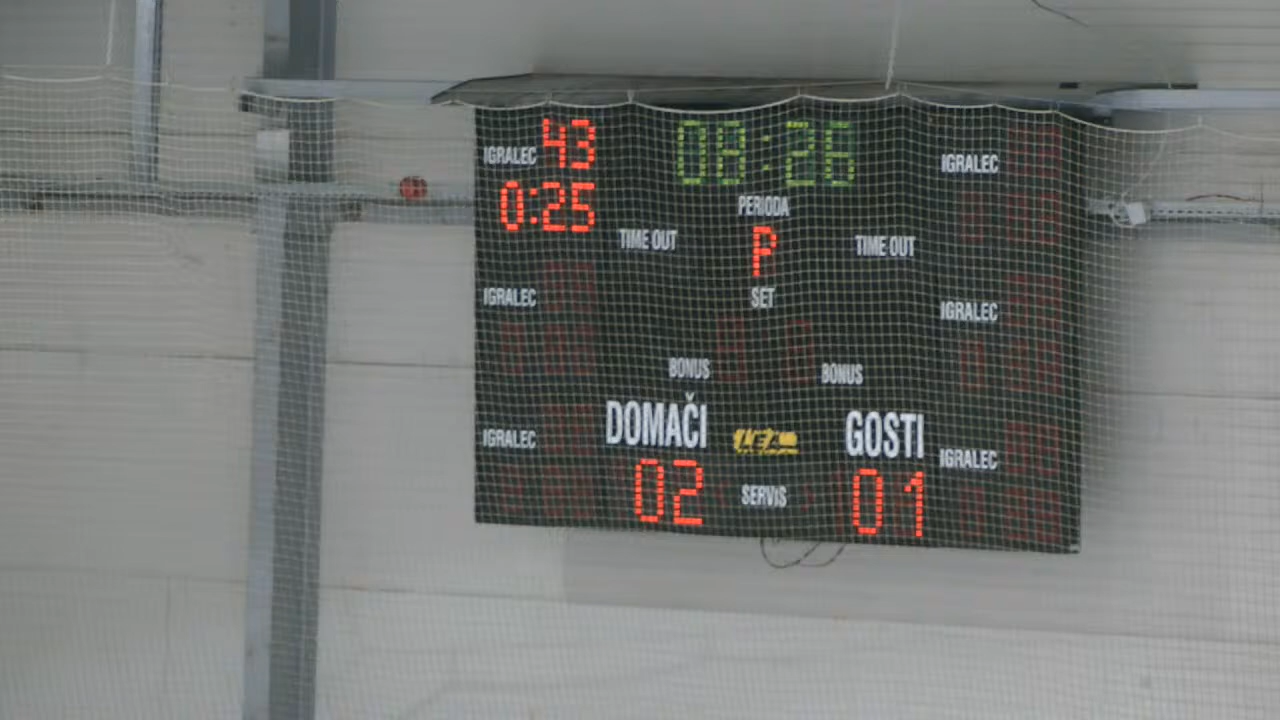 IGRALEC 43
0:25
08:26
PERIODA
P
IGRALEC
TIME OUT
TIME OUT
SET
IGRALEC
IGRALEC
BONUS
BONUS
DOMAČI
GOSTI
LEA
IGRALEC
IGRALEC
02
SERVIS
01